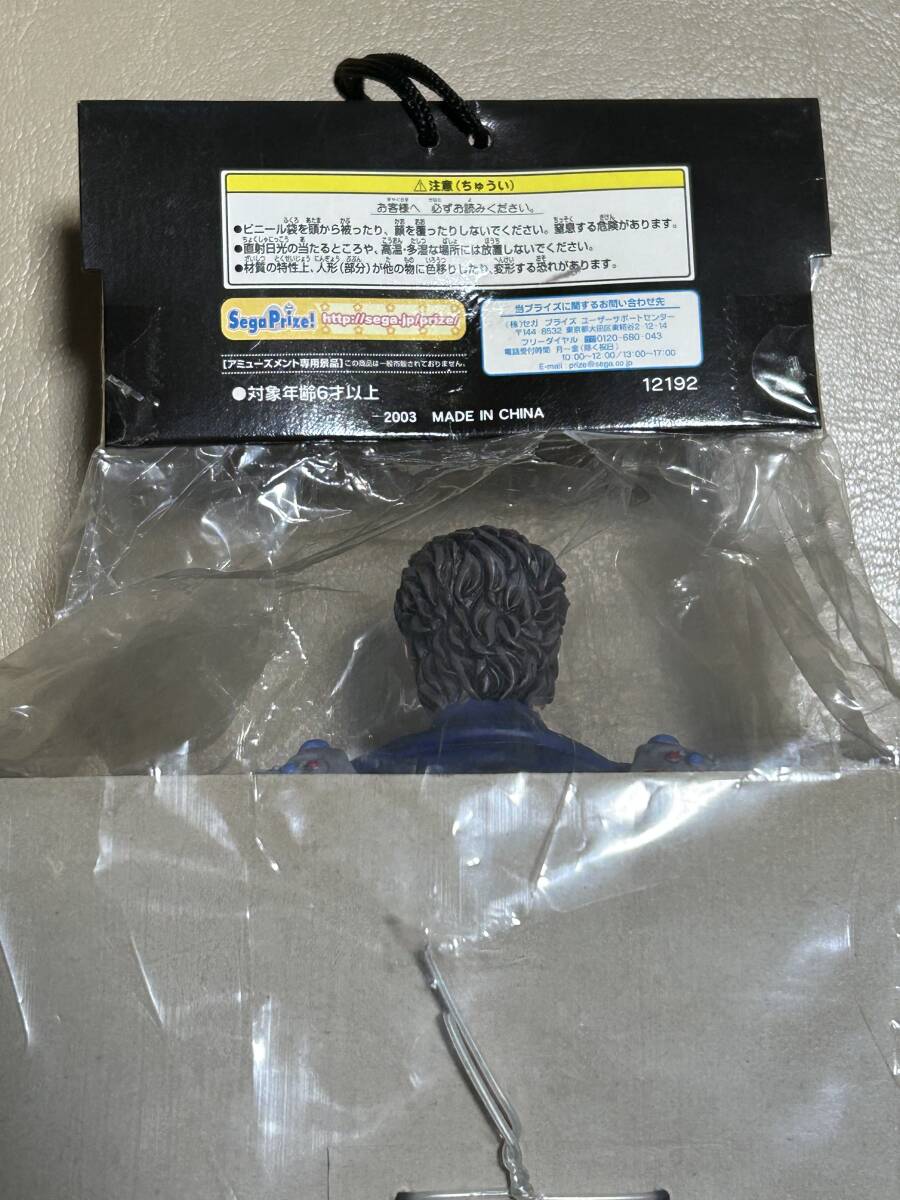 ⚠注意(ちゅうい)
お客様へ 必ずお読みください。
●ビニール袋を頭から被ったり、顔を覆ったりしないでください。窒息する危険があります。
●直射日光の当たるところや、高温・多湿な場所には放置しないでください。
●材質の特性上、人形(部分)が他の物に色移りしたり、変形する恐れがあります。
SegaPrize! http://sega.jp/prize/
【アミューズメント専用景品】この商品は一般市販されておりません。
当プライズに関するお問い合わせ先
(株)セガ プライズ ユーザーサポートセンター
〒144-8532 東京都大田区東糀谷2-12-14
フリーダイヤル 0120-680-043
電話受付時間 月～金(除く祝日)
10:00～12:00/13:00～17:00
E-mail:prize@sega.co.jp
●対象年齢6才以上
12192
2003 MADE IN CHINA